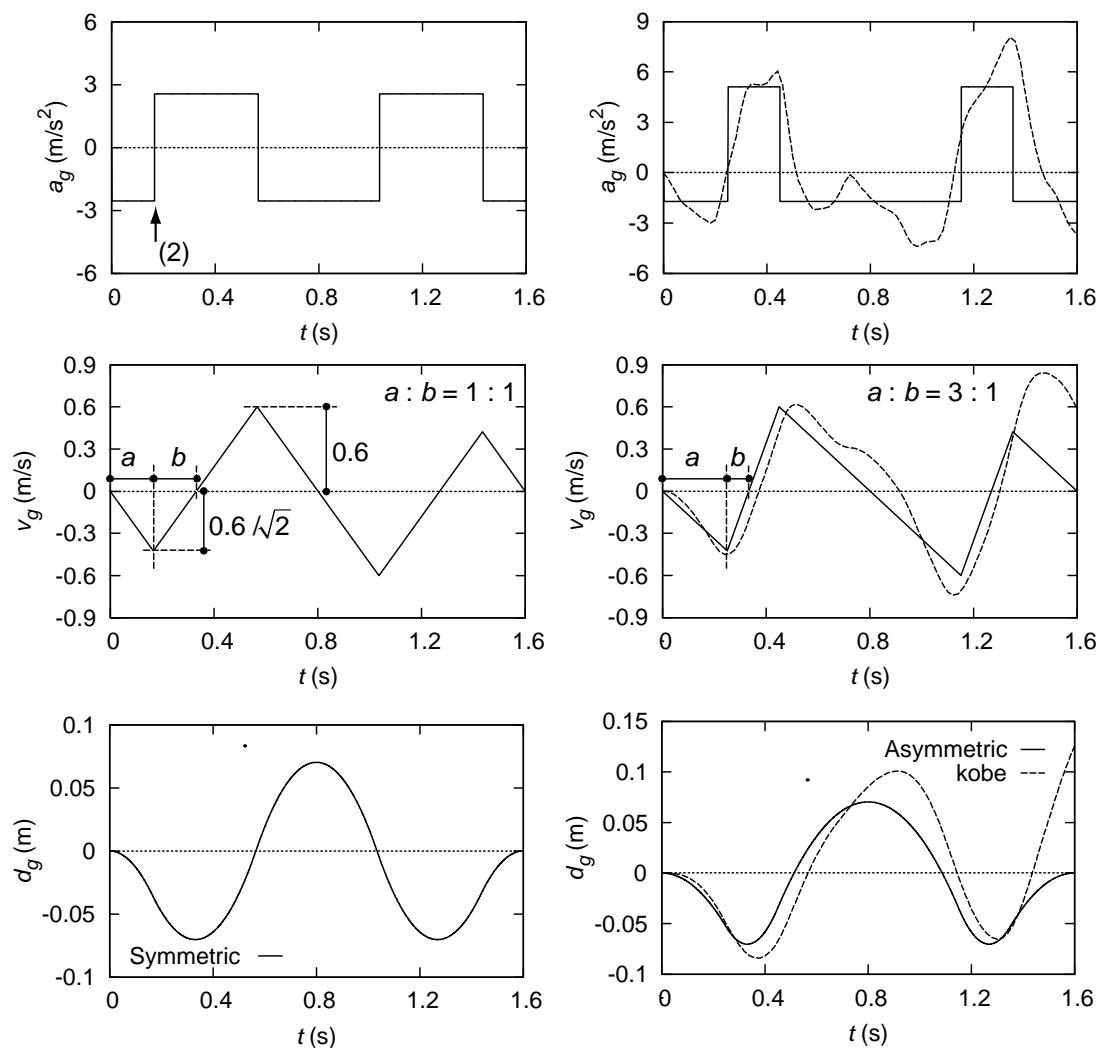 6
3
0
-3
-6
a_g (m/s²)
(2)
0 0.4 0.8 1.2 1.6
t (s)
9
6
3
0
-3
-6
a_g (m/s²)
0 0.4 0.8 1.2 1.6
t (s)
0.9
0.6
0.3
0
-0.3
-0.6
-0.9
v_g (m/s)
a : b = 1 : 1
a b
0.6
0.6 /√2
0 0.4 0.8 1.2 1.6
t (s)
0.9
0.6
0.3
0
-0.3
-0.6
-0.9
v_g (m/s)
a : b = 3 : 1
a b
0 0.4 0.8 1.2 1.6
t (s)
0.1
0.05
0
-0.05
-0.1
d_g (m)
Symmetric
0 0.4 0.8 1.2 1.6
t (s)
0.15
0.1
0.05
0
-0.05
-0.1
d_g (m)
Asymmetric
kobe
0 0.4 0.8 1.2 1.6
t (s)